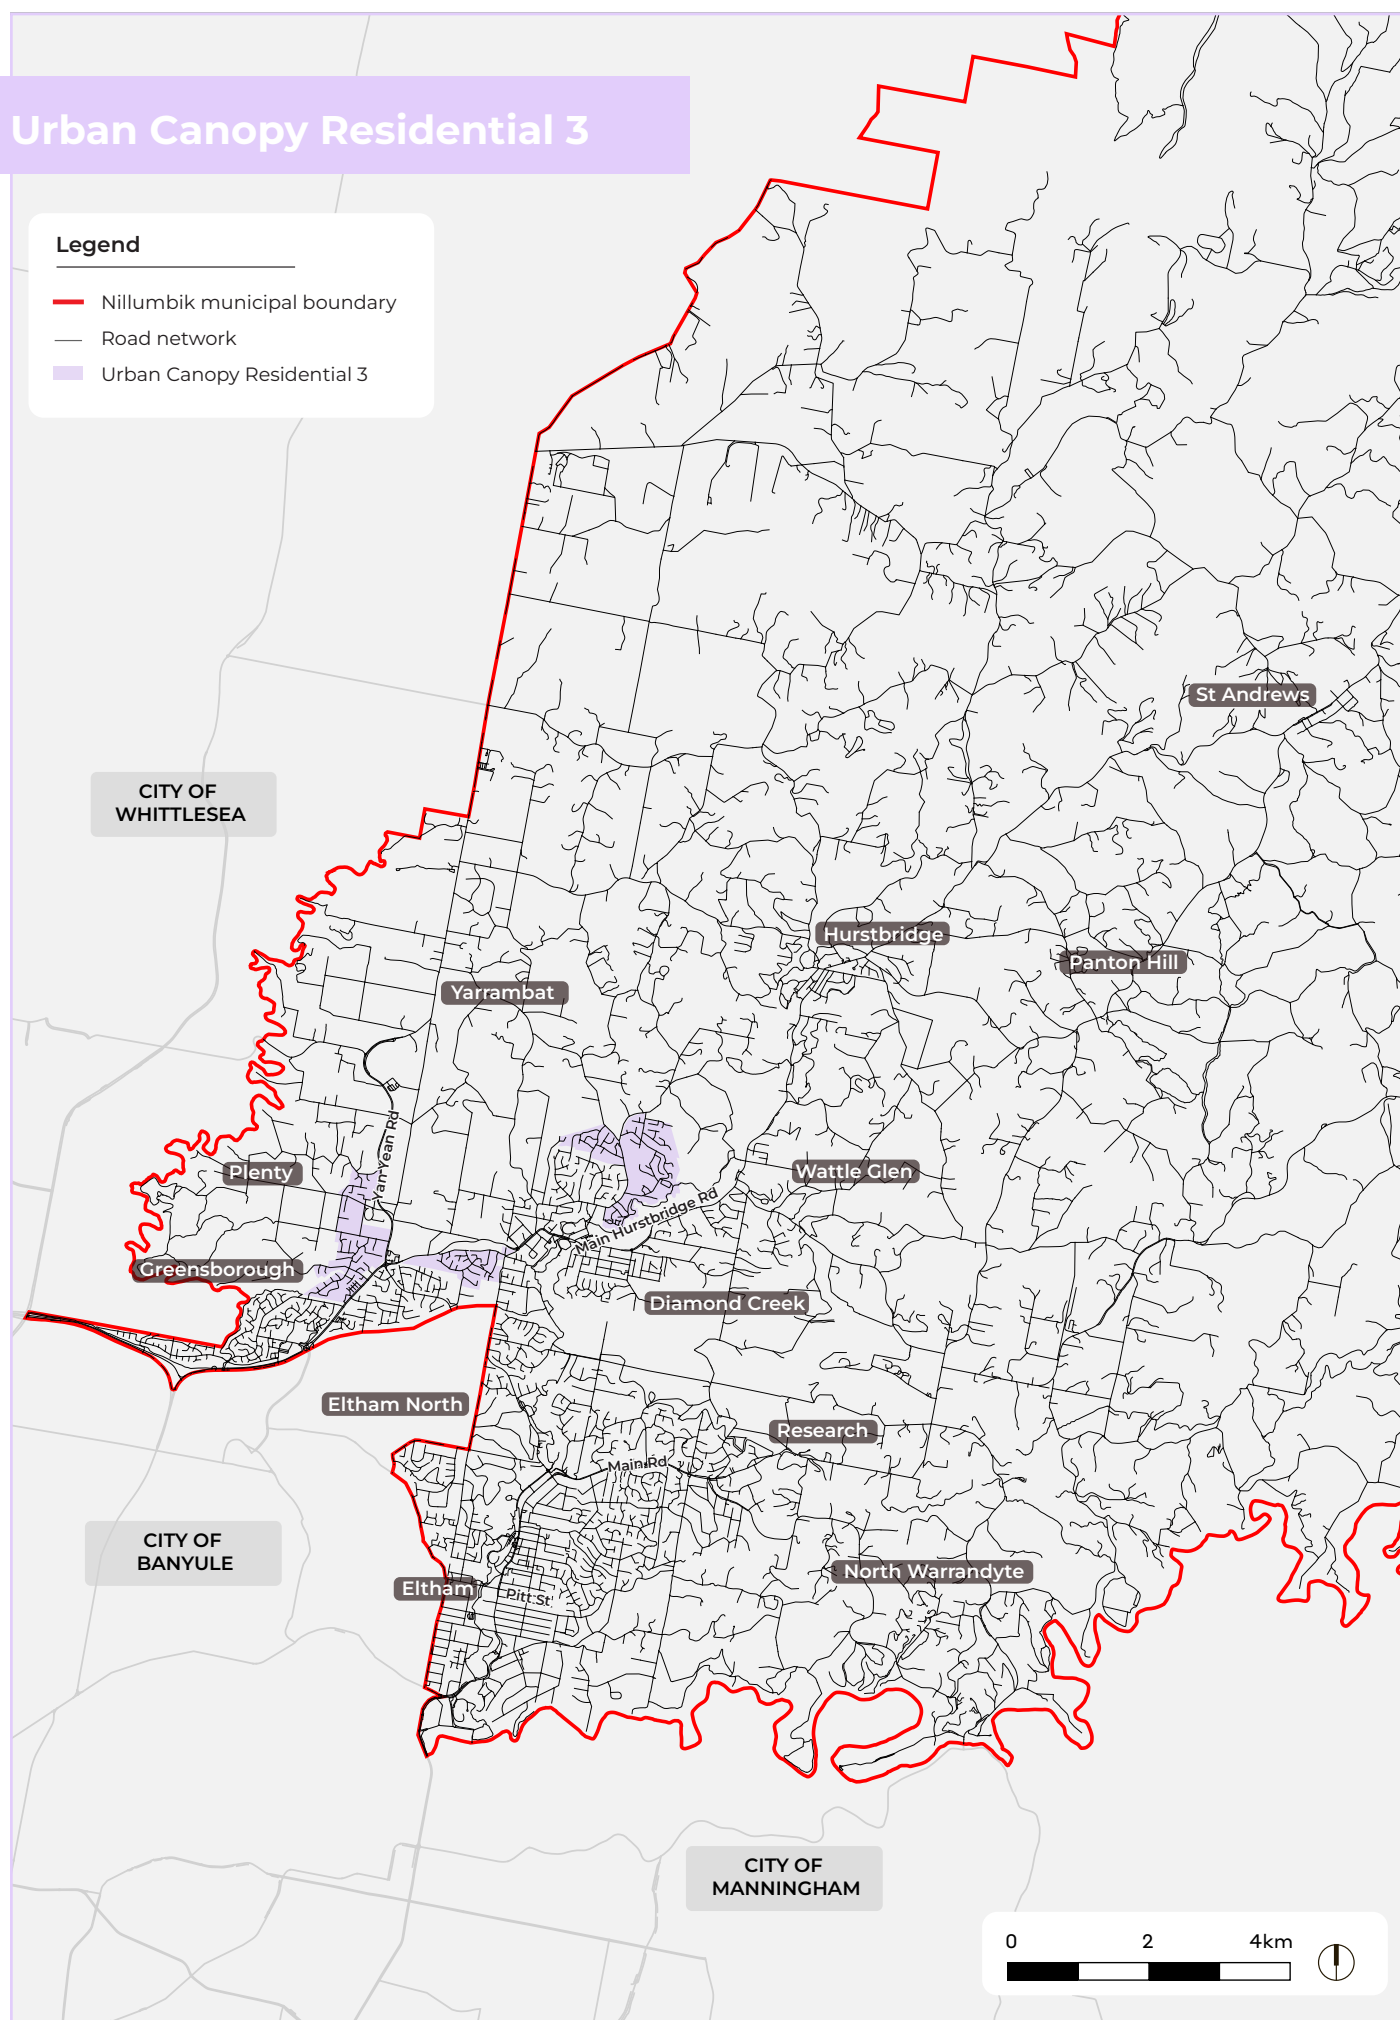 Urban Canopy Residential 3
Legend
Nillumbik municipal boundary
Road network
Urban Canopy Residential 3
St Andrews
CITY OF
WHITTLESEA
Hurstbridge
Panton Hill
Yarrambat
Yan Yean Rd
Plenty
Wattle Glen
Main Hurstbridge Rd
Greensborough
Diamond Creek
Eltham North
Research
Main Rd
CITY OF
BANYULE
North Warrandyte
Eltham
Pitt St
CITY OF
MANNINGHAM
0 2 4km